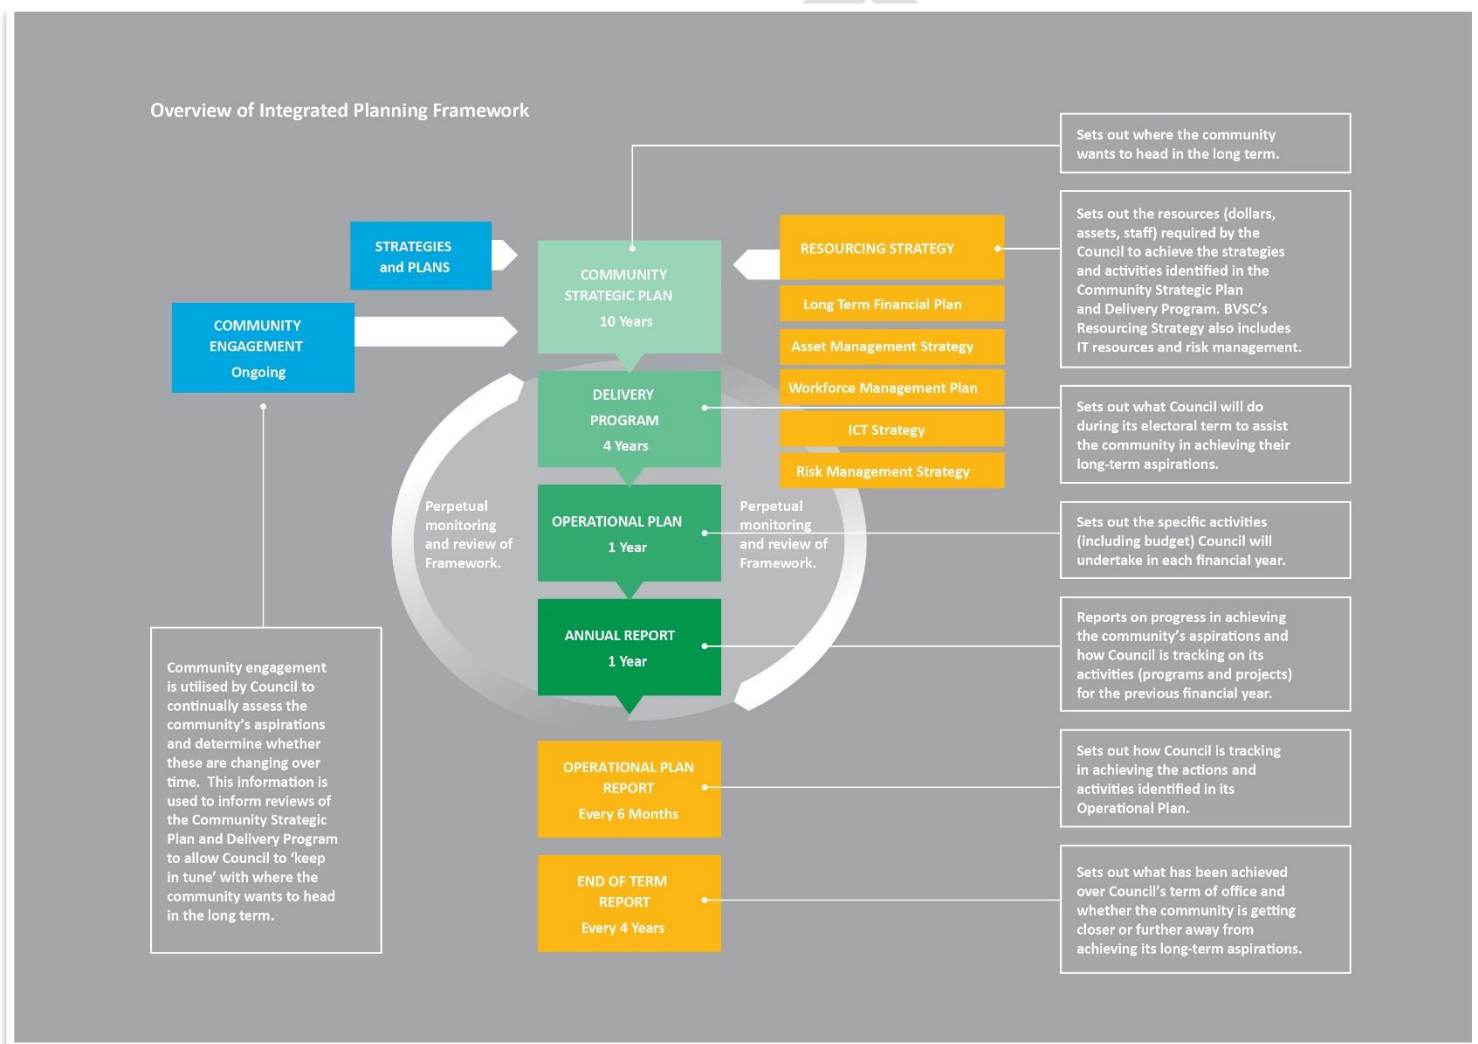 Overview of Integrated Planning Framework
STRATEGIES
and PLANS
COMMUNITY
ENGAGEMENT
Ongoing
Community engagement
is utilised by Council to
continually assess the
community's aspirations
and determine whether
these are changing over
time.  This information is
used to inform reviews of
the Community Strategic
Plan and Delivery Program
to allow Council to ‘keep
in tune’ with where the
community wants to head
in the long term.
COMMUNITY
STRATEGIC PLAN
10 Years
DELIVERY
PROGRAM
4 Years
OPERATIONAL PLAN
1 Year
ANNUAL REPORT
1 Year
Perpetual
monitoring
and review of
Framework.
Perpetual
monitoring
and review of
Framework.
OPERATIONAL PLAN
REPORT
Every 6 Months
END OF TERM
REPORT
Every 4 Years
RESOURCING STRATEGY
Long Term Financial Plan
Asset Management Strategy
Workforce Management Plan
ICT Strategy
Risk Management Strategy
Sets out where the community
wants to head in the long term.
Sets out the resources (dollars,
assets, staff) required by the
Council to achieve the strategies
and activities identified in the
Community Strategic Plan
and Delivery Program. BVSC's
Resourcing Strategy also includes
IT resources and risk management.
Sets out what Council will do
during its electoral term to assist
the community in achieving their
long-term aspirations.
Sets out the specific activities
(including budget) Council will
undertake in each financial year.
Reports on progress in achieving
the community's aspirations and
how Council is tracking on its
activities (programs and projects)
for the previous financial year.
Sets out how Council is tracking
in achieving the actions and
activities identified in its
Operational Plan.
Sets out what has been achieved
over Council's term of office and
whether the community is getting
closer or further away from
achieving its long-term aspirations.